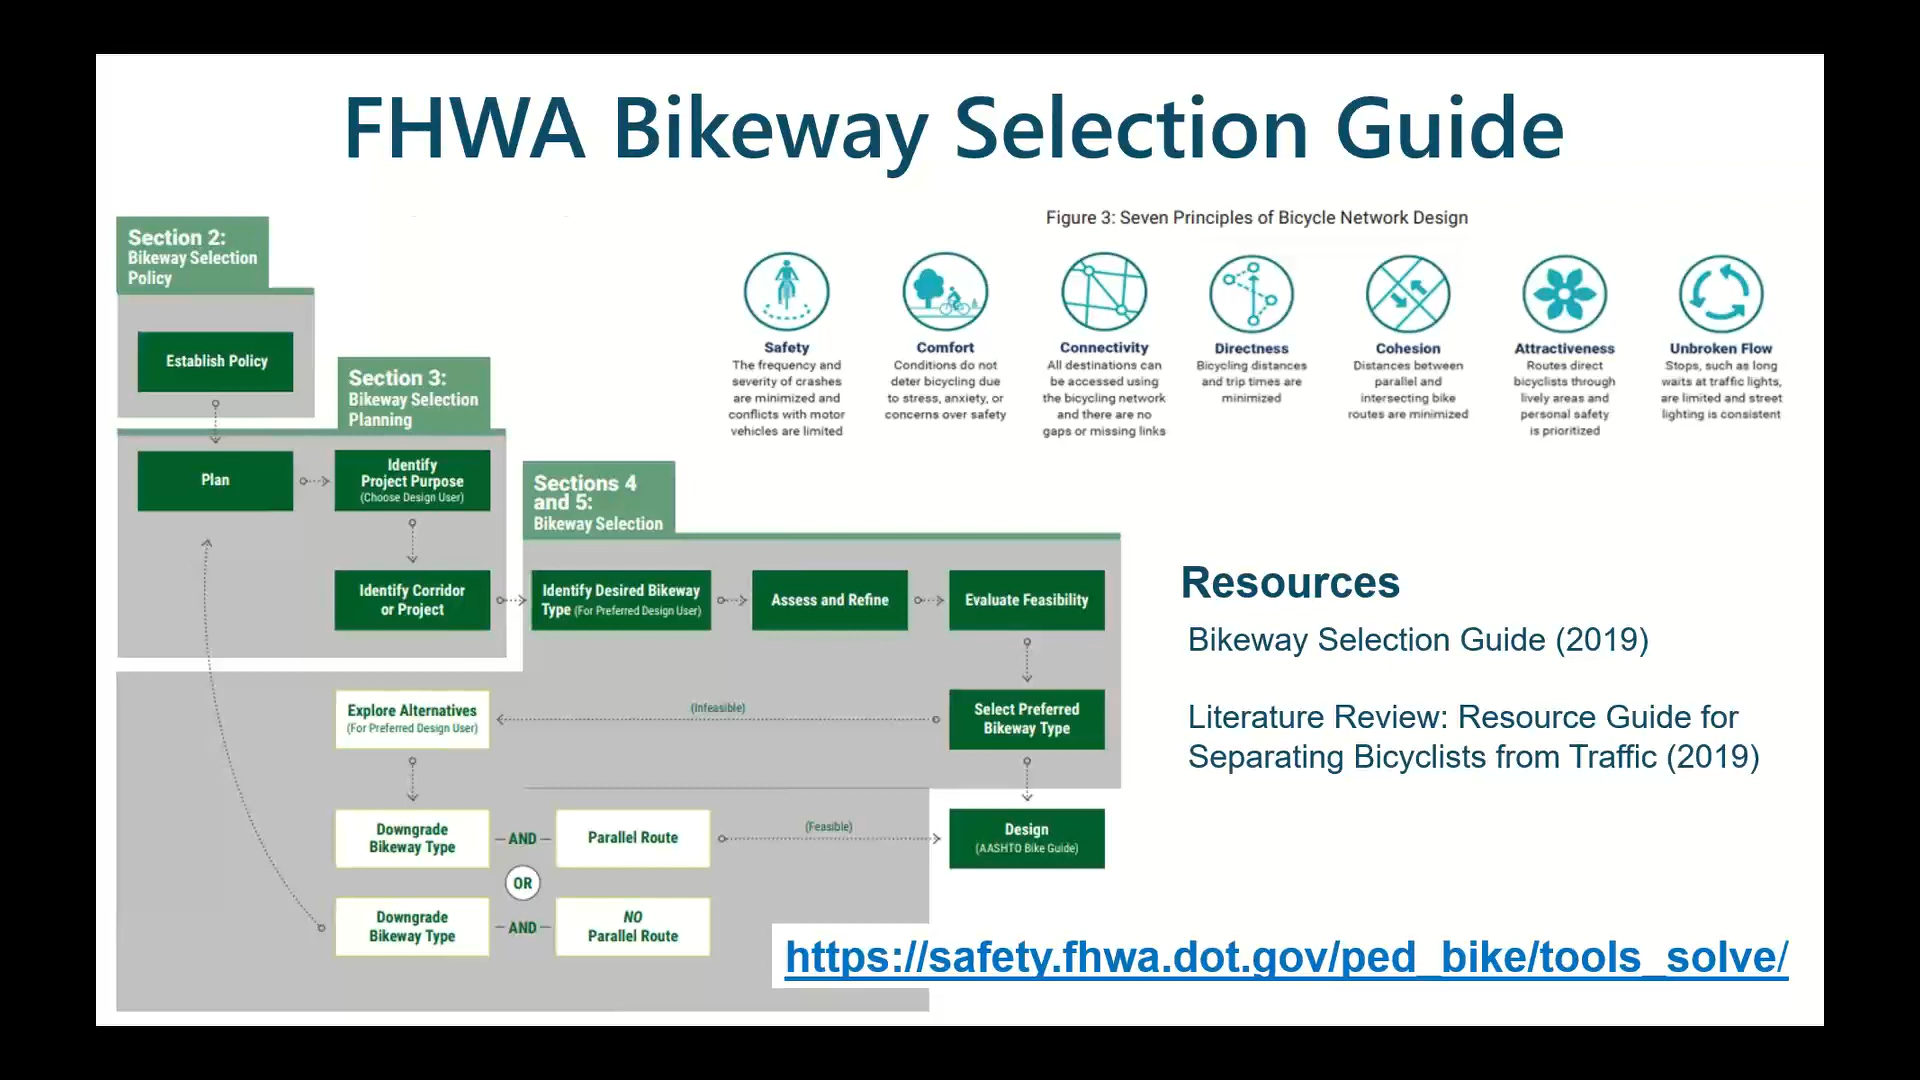 FHWA Bikeway Selection Guide
Section 2:
Bikeway Selection
Policy
Establish Policy
Section 3:
Bikeway Selection
Planning
Plan
Identify
Project Purpose
(Choose Design User)
Identify Corridor
or Project
Sections 4
and 5:
Bikeway Selection
Identify Desired Bikeway
Type (For Preferred Design User)
Assess and Refine
Evaluate Feasibility
Select Preferred
Bikeway Type
(Infeasible)
Explore Alternatives
(For Preferred Design User)
Downgrade
Bikeway Type
AND
Parallel Route
(Feasible)
Design
(AASHTO Bike Guide)
OR
Downgrade
Bikeway Type
AND
NO
Parallel Route
Figure 3: Seven Principles of Bicycle Network Design
Safety
The frequency and
severity of crashes
are minimized and
conflicts with motor
vehicles are limited
Comfort
Conditions do not
deter bicycling due
to stress, anxiety, or
concerns over safety
Connectivity
All destinations can
be accessed using
the bicycling network
and there are no
gaps or missing links
Directness
Bicycling distances
and trip times are
minimized
Cohesion
Distances between
parallel and
intersecting bike
routes are minimized
Attractiveness
Routes direct
bicyclists through
lively areas and
personal safety
is prioritized
Unbroken Flow
Stops, such as long
waits at traffic lights,
are limited and street
lighting is consistent
Resources
Bikeway Selection Guide (2019)
Literature Review: Resource Guide for
Separating Bicyclists from Traffic (2019)
https://safety.fhwa.dot.gov/ped_bike/tools_solve/